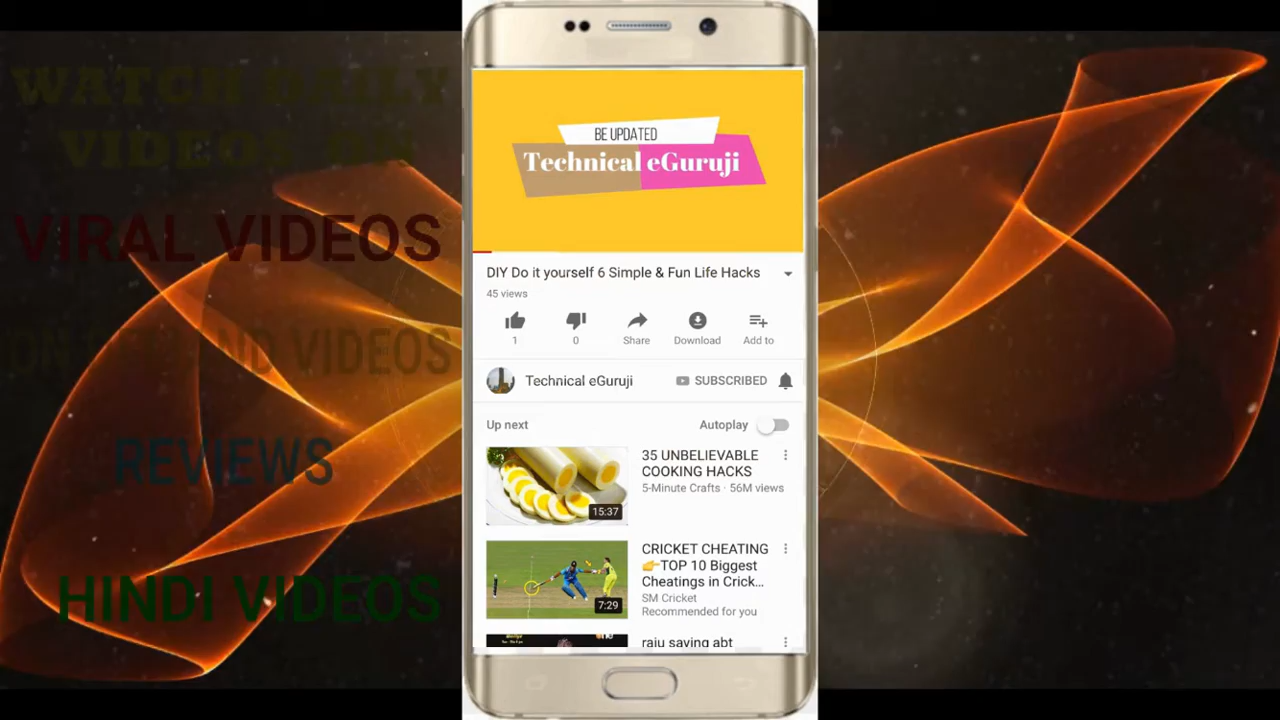 WATCH DAILY
VIDEOS ON
VIRAL VIDEOS
AND VIDEOS
REVIEWS
HINDI VIDEOS
BE UPDATED
Technical eGuruji
DIY Do it yourself 6 Simple & Fun Life Hacks
45 views
1
0
Share
Download
Add to
Technical eGuruji
SUBSCRIBED
Up next
Autoplay
35 UNBELIEVABLE
COOKING HACKS
5-Minute Crafts · 56M views
15:37
CRICKET CHEATING
👉TOP 10 Biggest
Cheatings in Crick...
SM Cricket
Recommended for you
7:29
raju saying abt